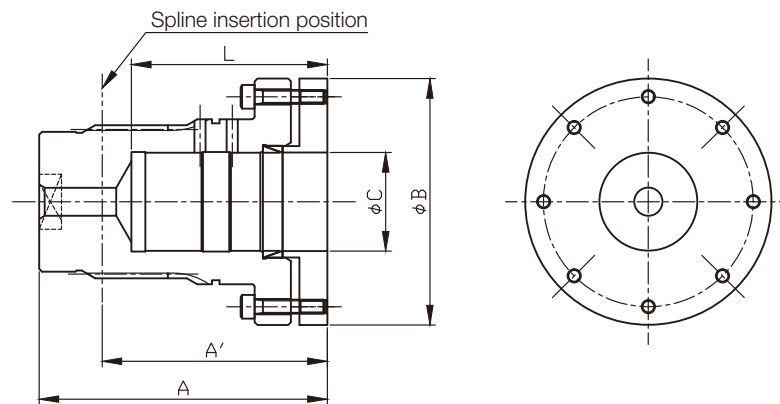 Spline insertion position
L
φC
φB
A′
A